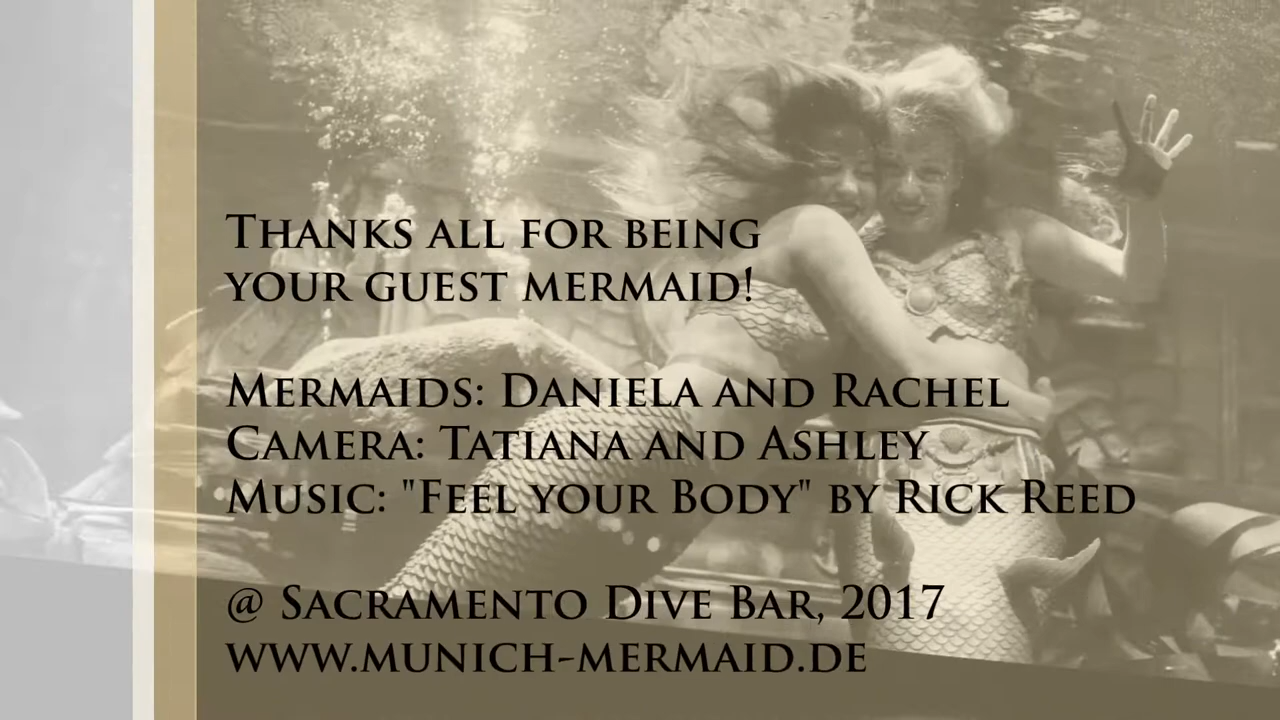 Thanks all for being
your guest mermaid!
Mermaids: Daniela and Rachel
Camera: Tatiana and Ashley
Music: "Feel your Body" by Rick Reed
@ Sacramento Dive Bar, 2017
www.munich-mermaid.de